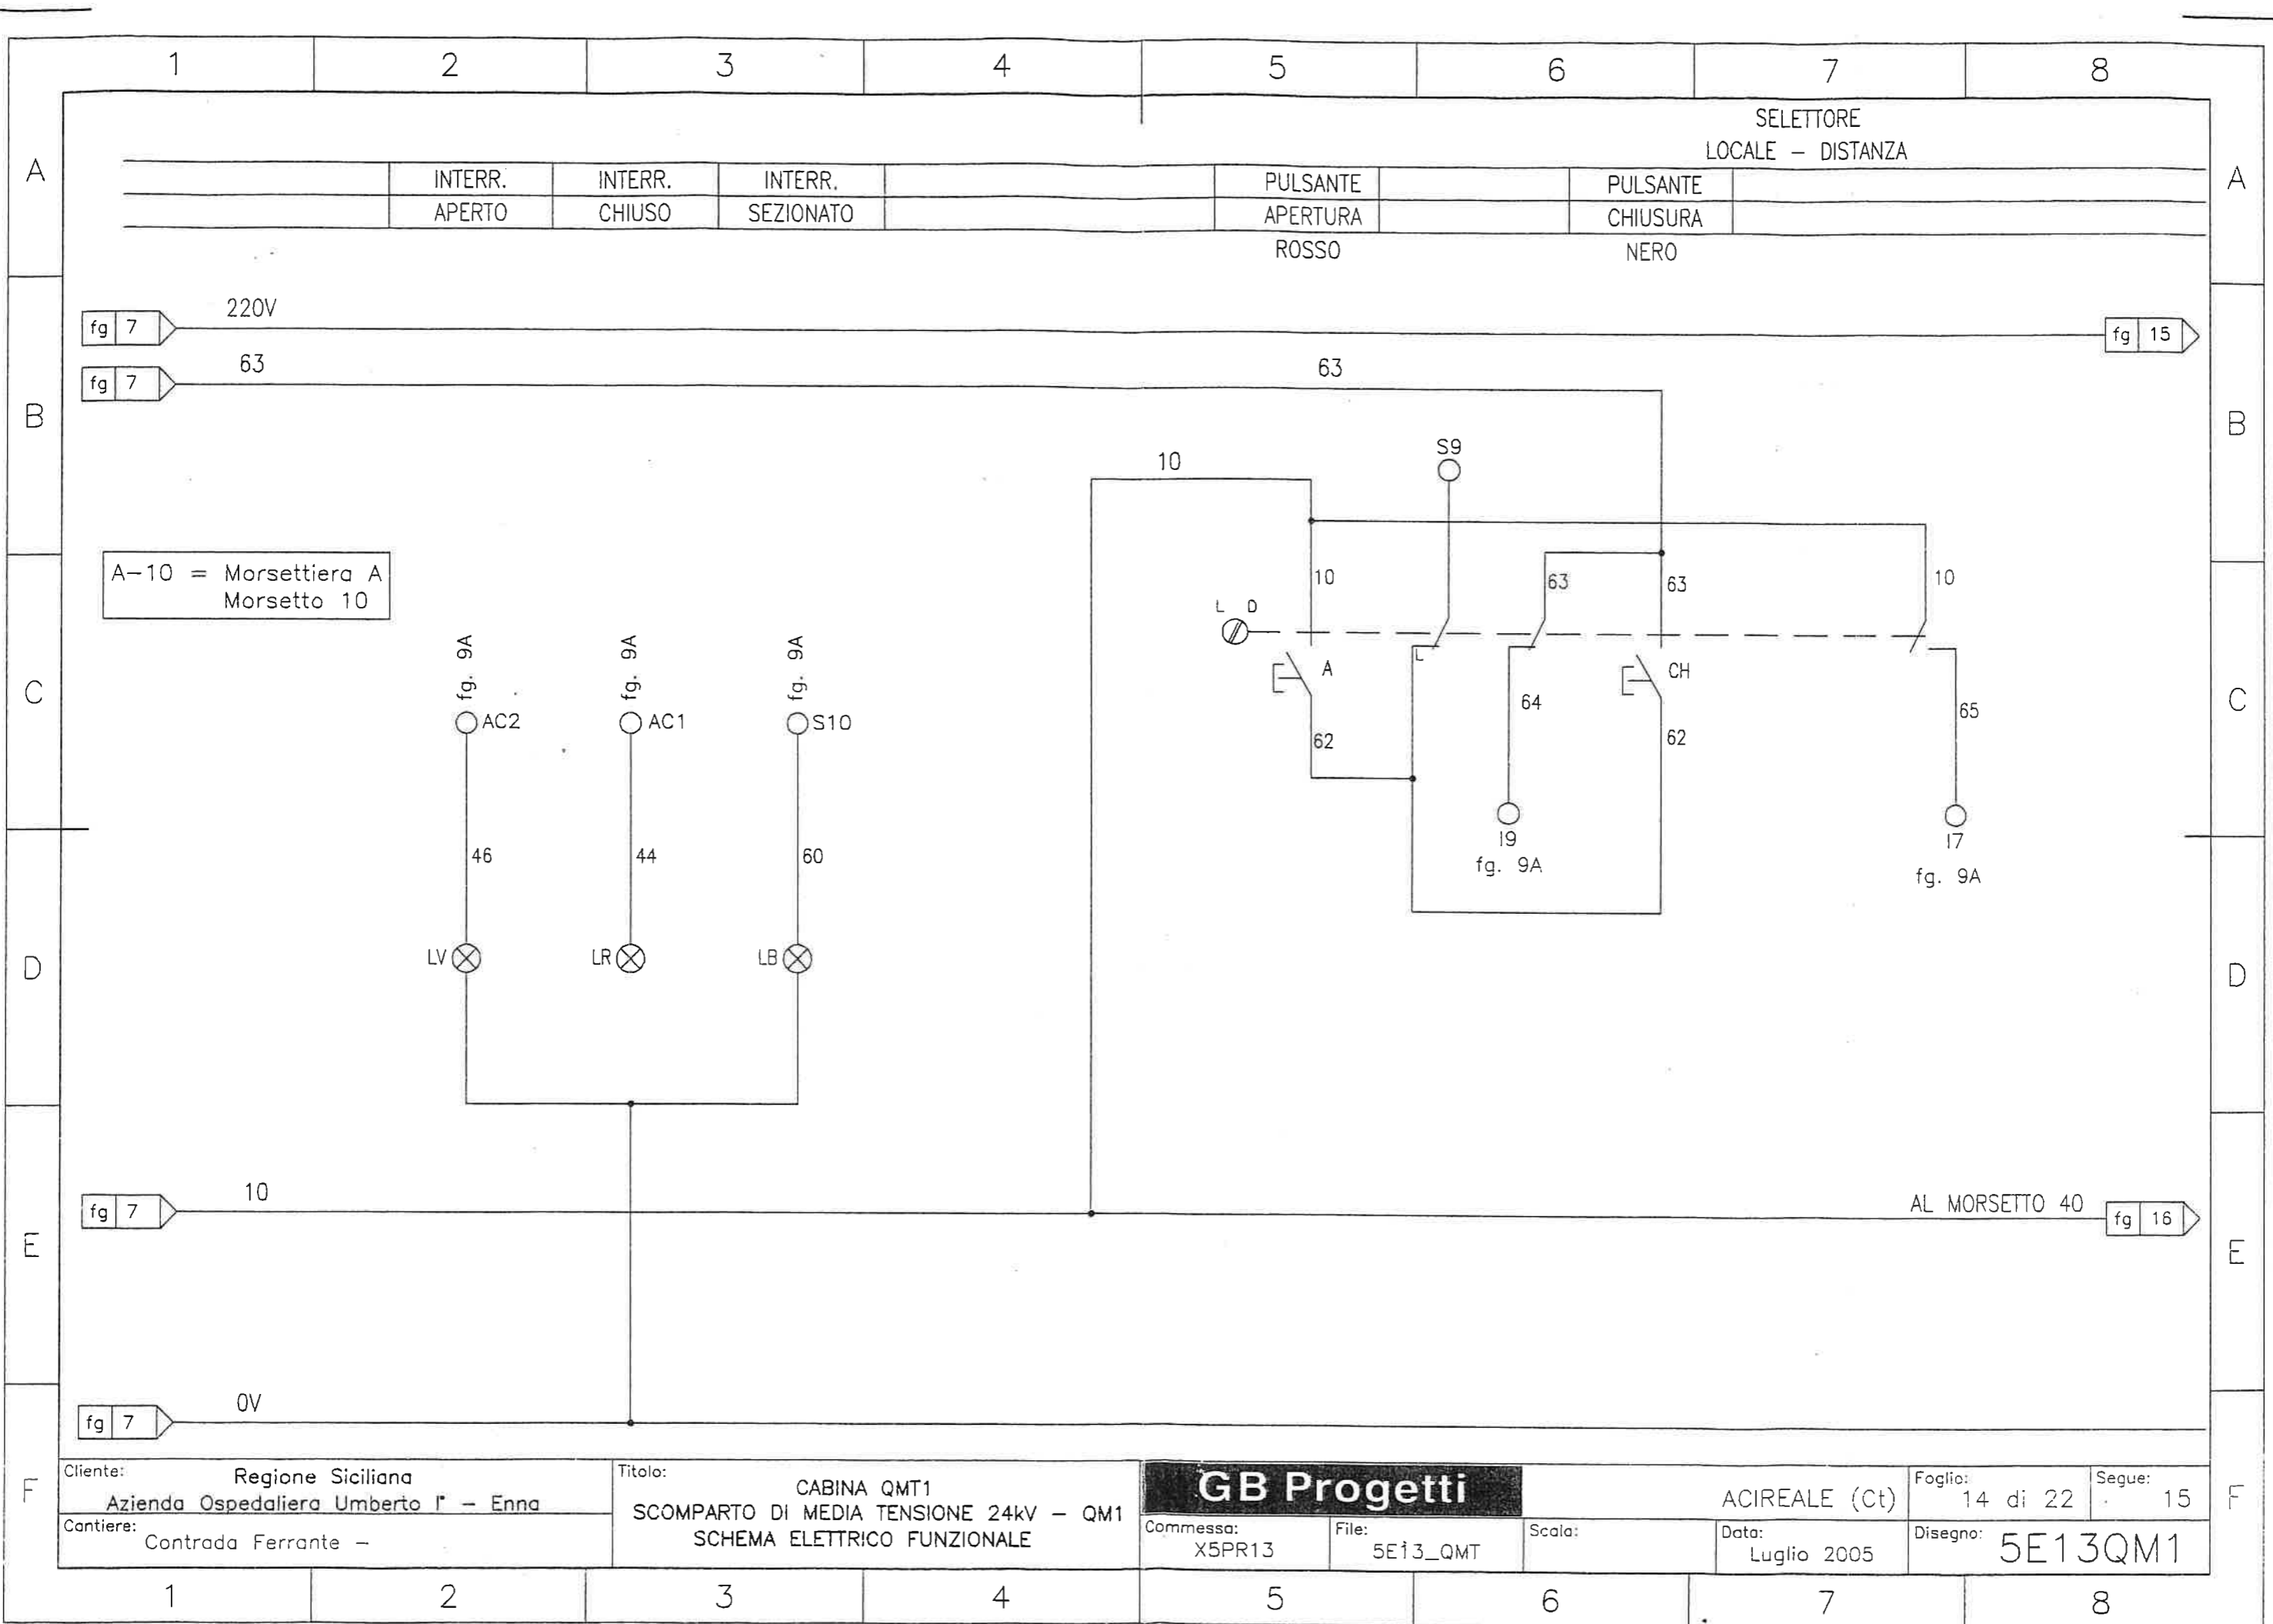 1 2 3 4 5 6 7 8
SELETTORE
LOCALE – DISTANZA
A A
INTERR. INTERR. INTERR. PULSANTE PULSANTE
APERTO CHIUSO SEZIONATO APERTURA CHIUSURA
ROSSO NERO
220V
fg 7 fg 15
63 63
fg 7
B B
S9
10
A–10 = Morsettiera A
Morsetto 10
10 63 63 10
L D
fg. 9A fg. 9A fg. 9A
L A CH
C C
64 65
AC2 AC1 S10
62 62
I9 I7
46 44 60
fg. 9A fg. 9A
LV LR LB
D D
10 AL MORSETTO 40
fg 7 fg 16
E E
0V
fg 7
F F
Cliente: Regione Siciliana
Azienda Ospedaliera Umberto I° – Enna
Cantiere: Contrada Ferrante –
Titolo:
CABINA QMT1
SCOMPARTO DI MEDIA TENSIONE 24kV – QM1
SCHEMA ELETTRICO FUNZIONALE
GB Progetti
ACIREALE (Ct)
Foglio: 14 di 22
Segue: 15
Commessa: X5PR13
File: 5E13_QMT
Scala:
Data: Luglio 2005
Disegno: 5E13QM1
1 2 3 4 5 6 7 8